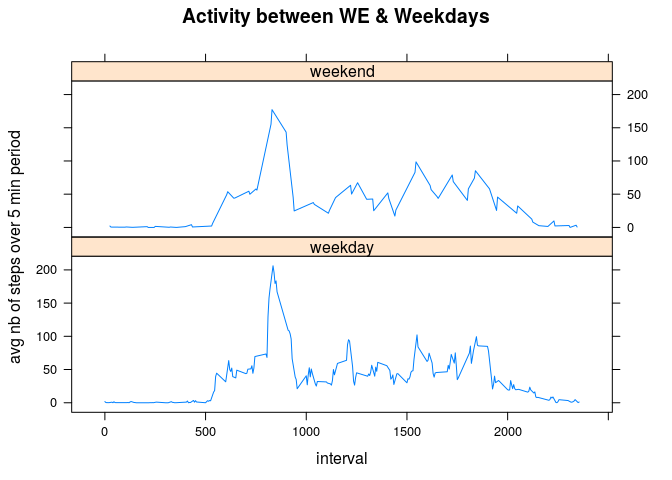 Activity between WE & Weekdays
weekend
200
150
100
50
0
weekday
200
150
100
50
0
avg nb of steps over 5 min period
0 500 1000 1500 2000
interval